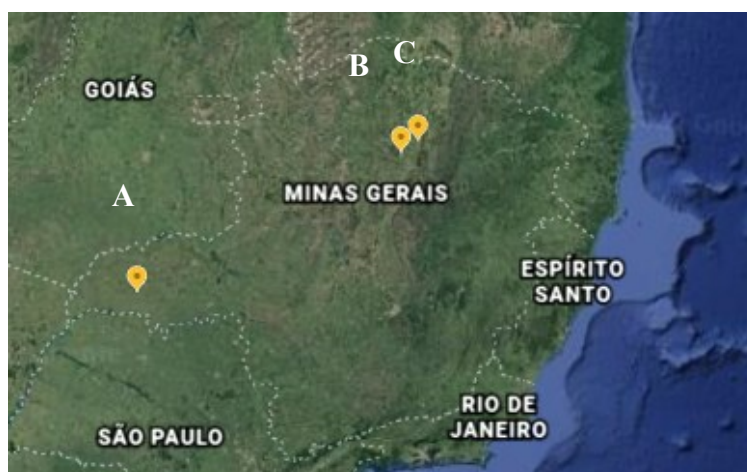 C
B
GOIÁS
MINAS GERAIS
A
ESPÍRITO
SANTO
RIO DE
JANEIRO
SÃO PAULO